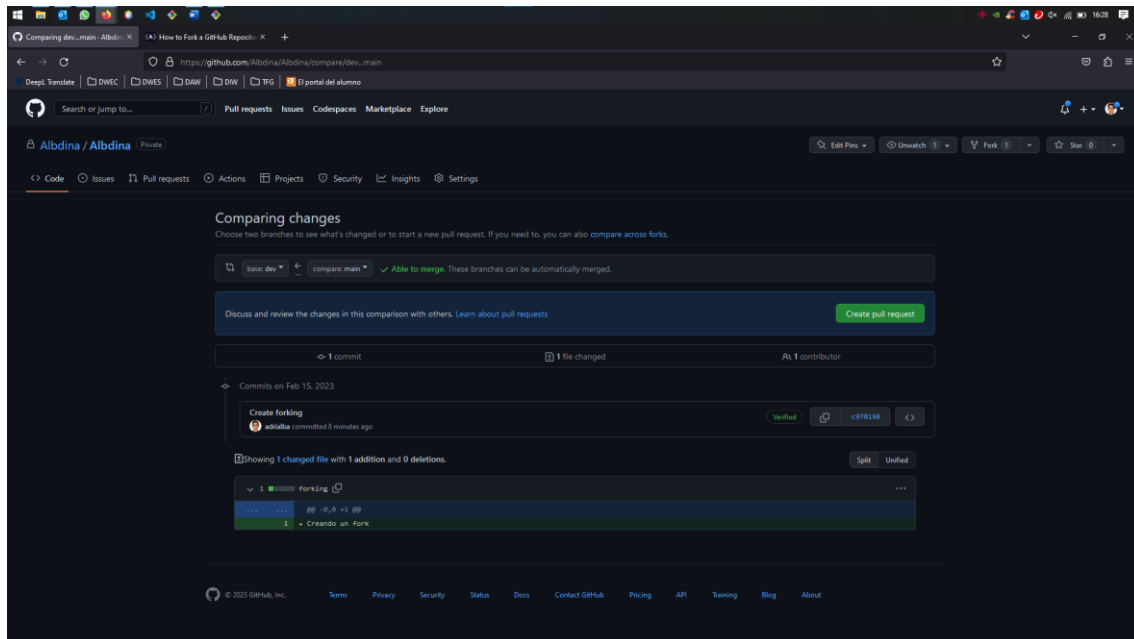 16:28
Comparing dev...main · Albdin
How to Fork a GitHub Reposito
https://github.com/Albdina/Albdina/compare/dev...main
DeepL Translate DWEC DWES DAW DIW TFG El portal del alumno
Search or jump to... / Pull requests Issues Codespaces Marketplace Explore
Albdina / Albdina Private Edit Pins Unwatch 1 Fork 1 Star 0
Code Issues Pull requests Actions Projects Security Insights Settings
Comparing changes
Choose two branches to see what's changed or to start a new pull request. If you need to, you can also compare across forks.
base: dev compare: main Able to merge. These branches can be automatically merged.
Discuss and review the changes in this comparison with others. Learn about pull requests Create pull request
1 commit 1 file changed 1 contributor
Commits on Feb 15, 2023
Create forking
adrialba committed 8 minutes ago Verified c970198
Showing 1 changed file with 1 addition and 0 deletions. Split Unified
1 forking
@@ -0,0 +1 @@
1 + Creando un fork
© 2023 GitHub, Inc. Terms Privacy Security Status Docs Contact GitHub Pricing API Training Blog About